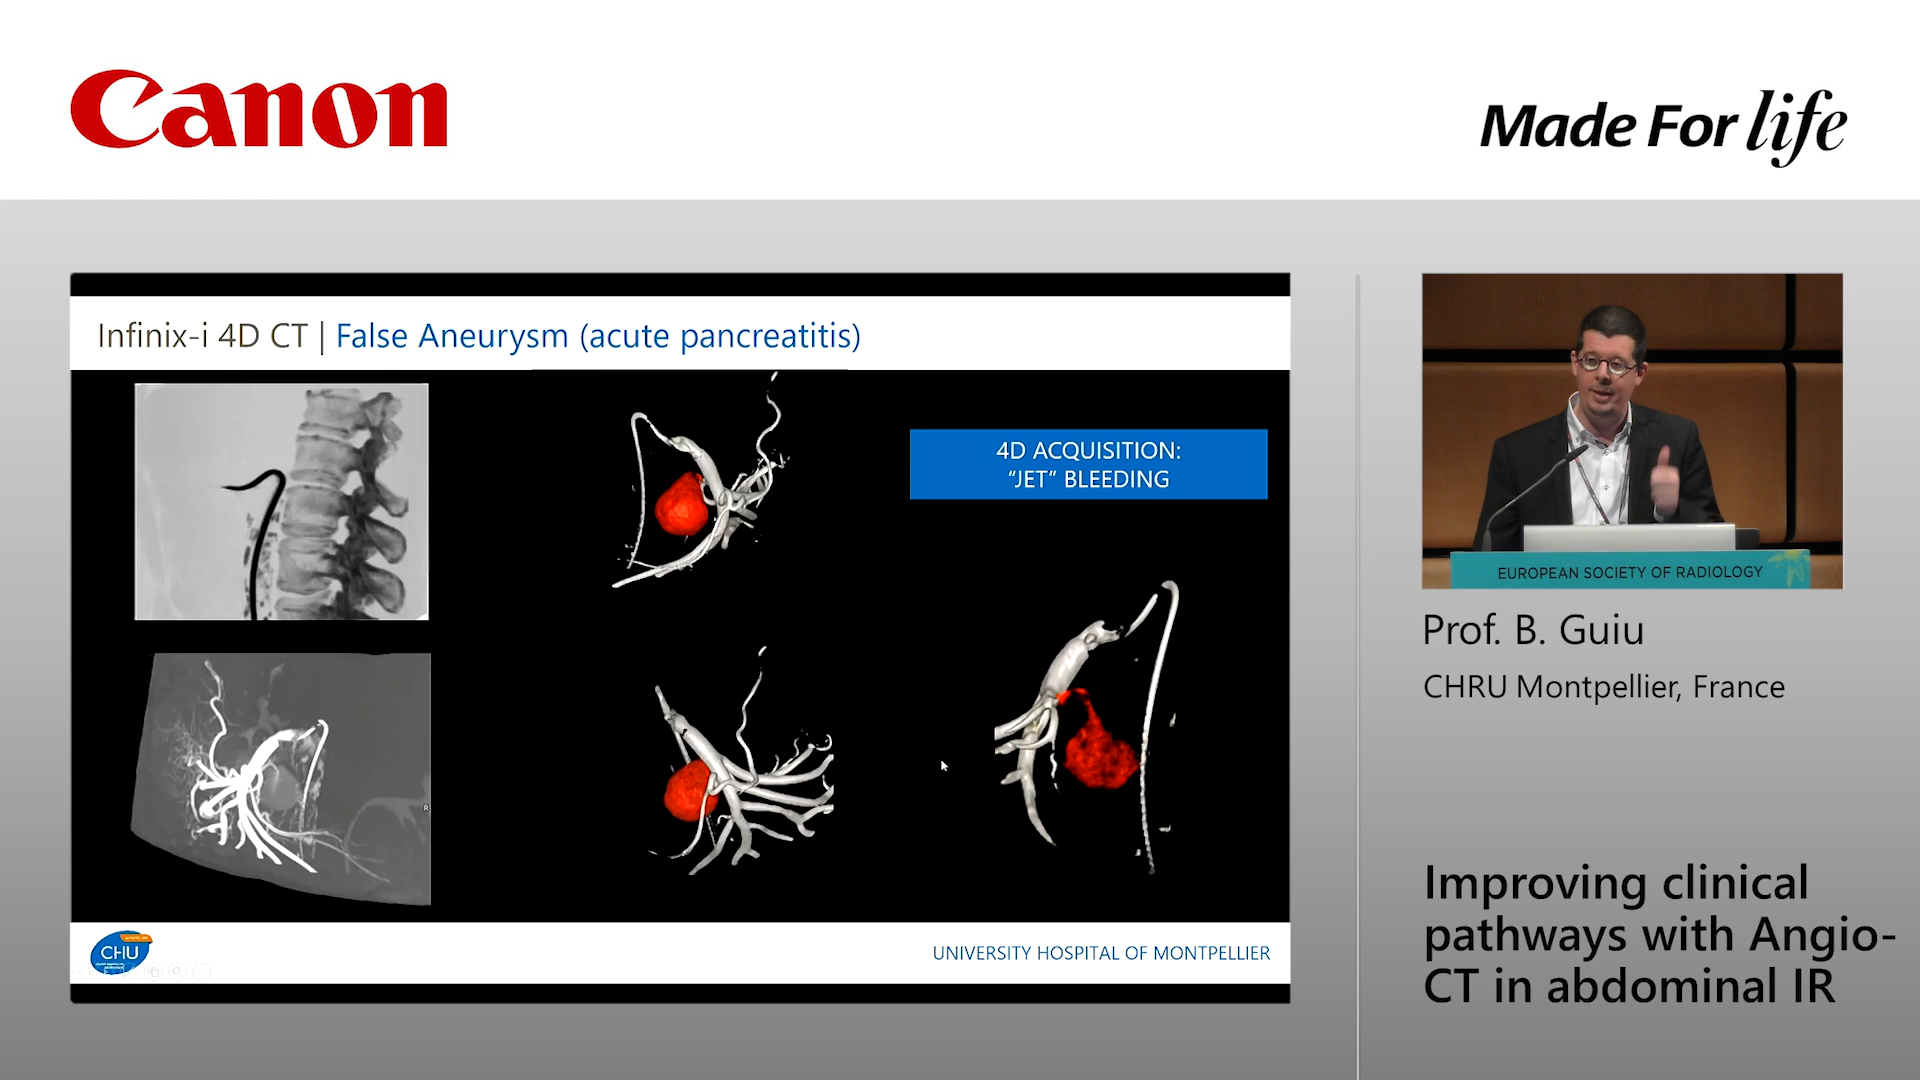 Canon
Made For life
Infinix-i 4D CT | False Aneurysm (acute pancreatitis)
4D ACQUISITION:
“JET” BLEEDING
R
CHU
UNIVERSITY HOSPITAL OF MONTPELLIER
EUROPEAN SOCIETY OF RADIOLOGY
Prof. B. Guiu
CHRU Montpellier, France
Improving clinical
pathways with Angio-
CT in abdominal IR